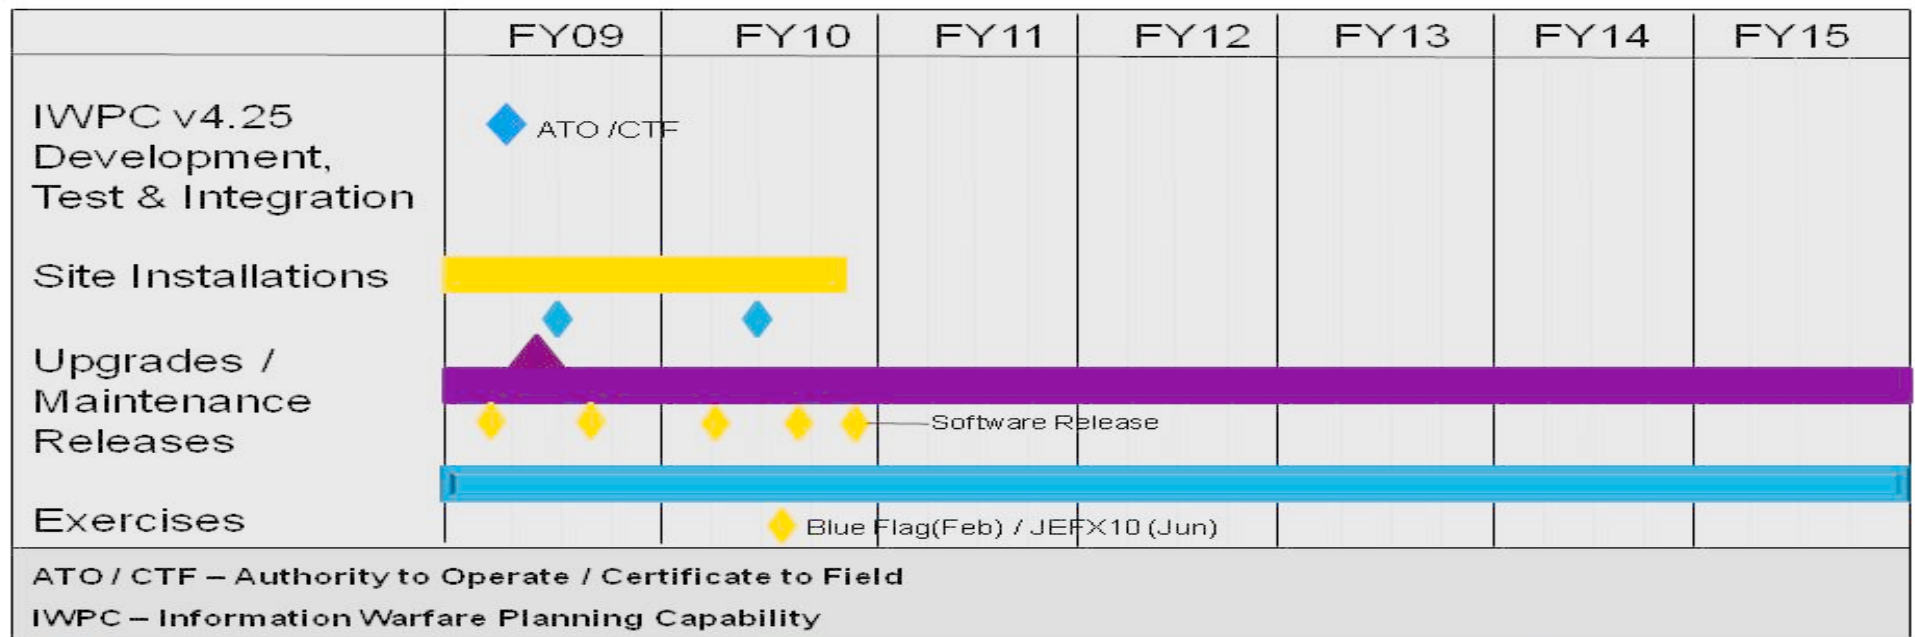 FY09 FY10 FY11 FY12 FY13 FY14 FY15
IWPC v4.25
Development,
Test & Integration
ATO /CTF
Site Installations
Upgrades /
Maintenance
Releases
Software Release
Exercises
Blue Flag(Feb) / JEFX10 (Jun)
ATO / CTF – Authority to Operate / Certificate to Field
IWPC – Information Warfare Planning Capability